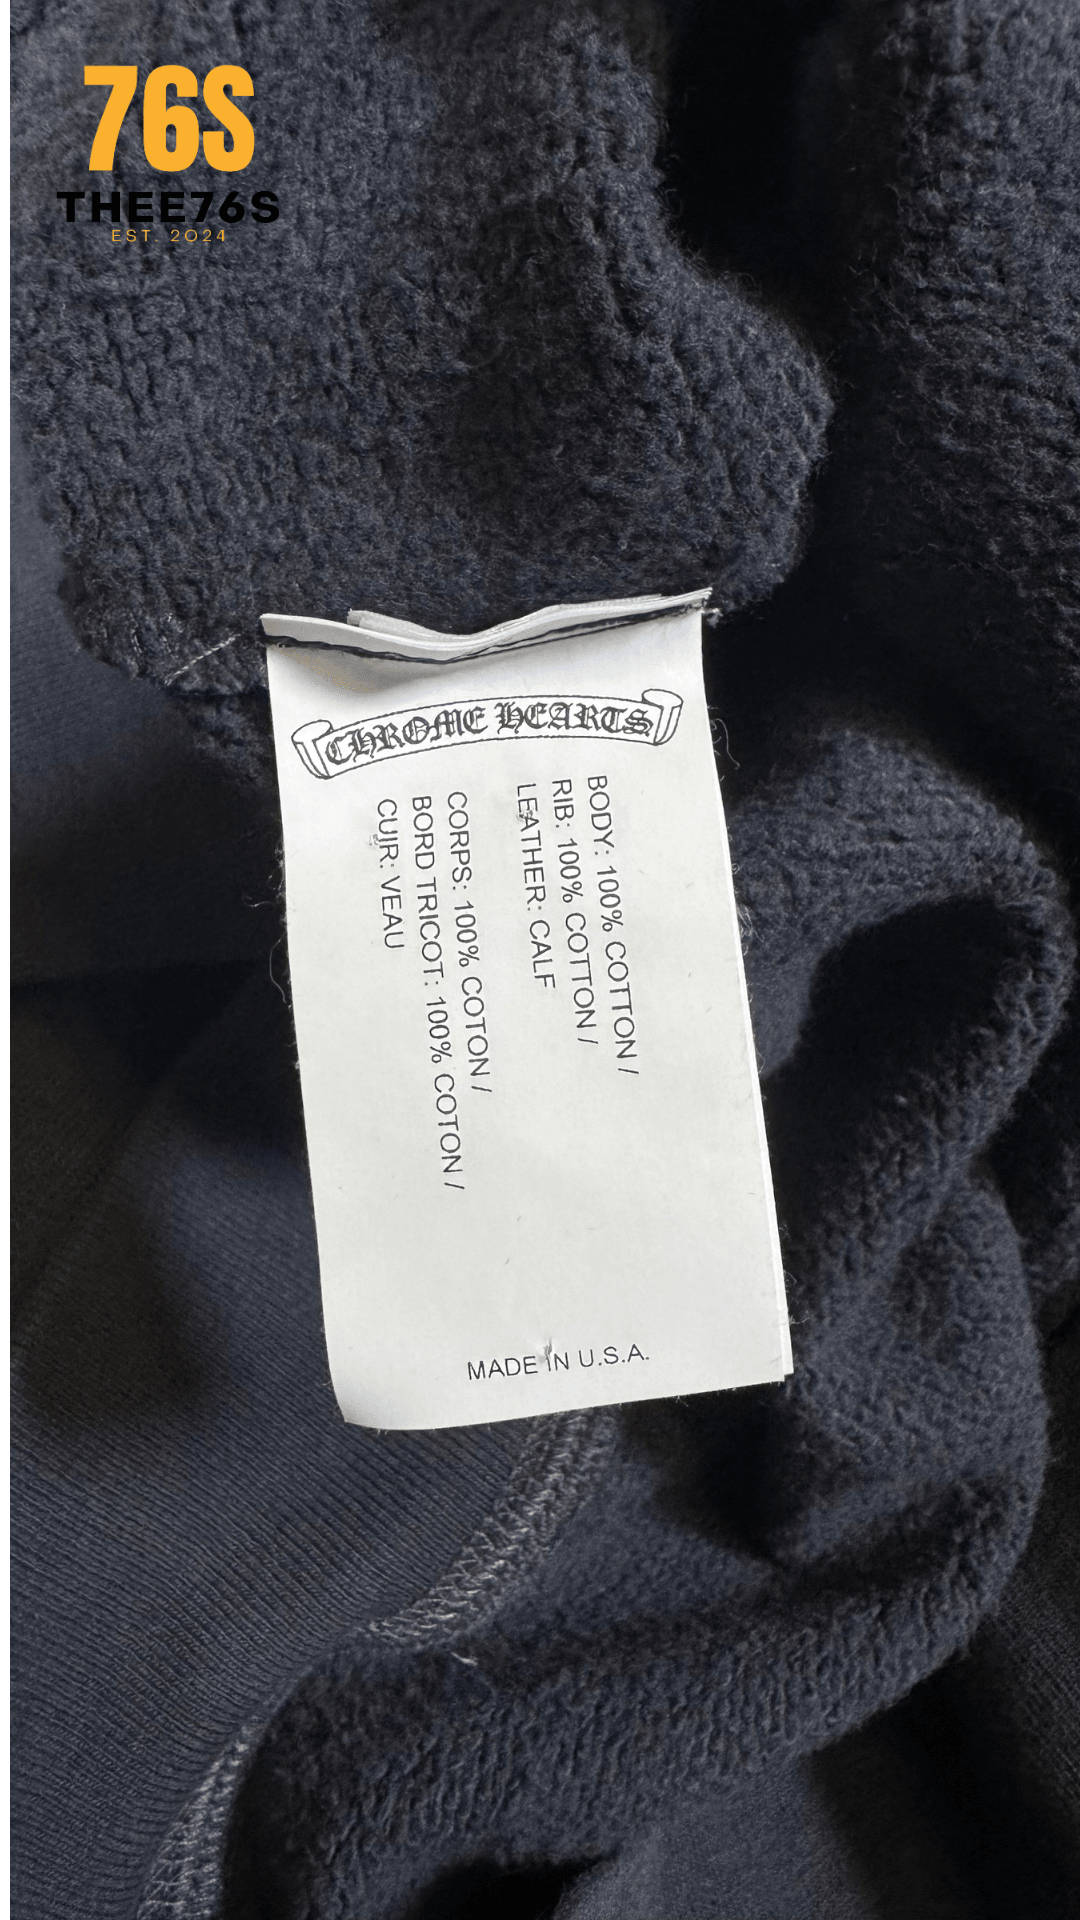 76S
THEE76S
EST. 2024
CHROME HEARTS
BODY: 100% COTTON /
RIB: 100% COTTON /
LEATHER: CALF
CORPS: 100% COTON /
BORD TRICOT: 100% COTON /
CUIR: VEAU
MADE IN U.S.A.